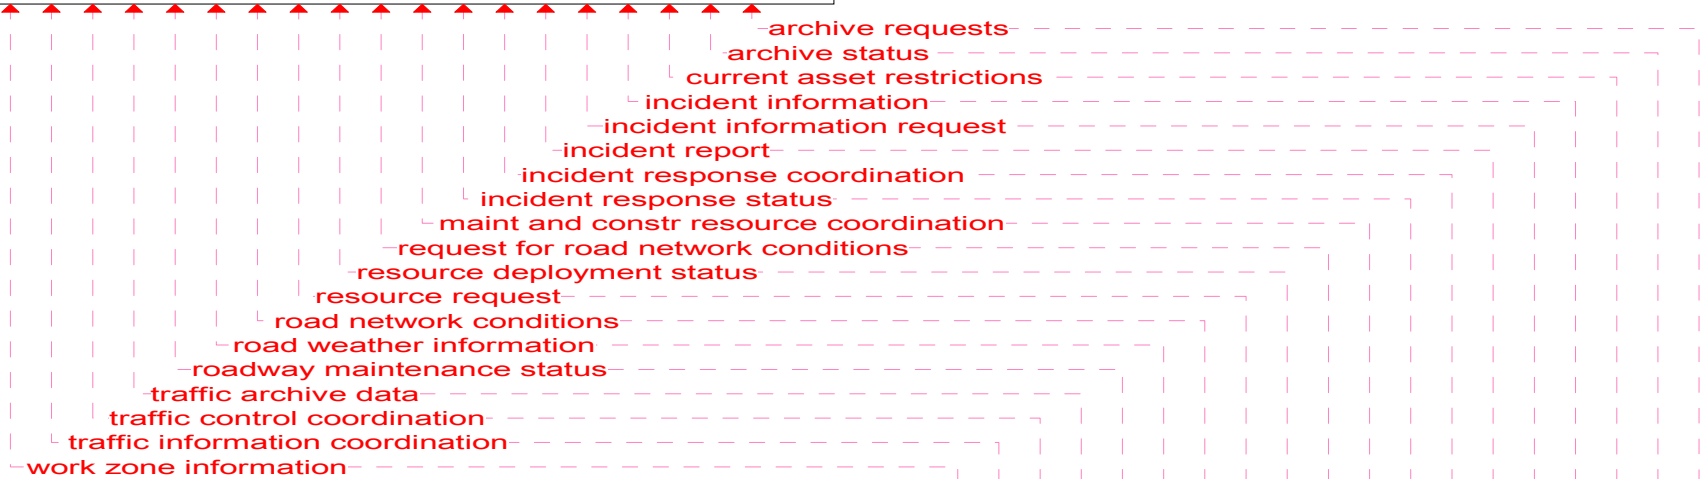 archive requests
archive status
current asset restrictions
incident information
incident information request
incident report
incident response coordination
incident response status
maint and constr resource coordination
request for road network conditions
resource deployment status
resource request
road network conditions
road weather information
roadway maintenance status
traffic archive data
traffic control coordination
traffic information coordination
work zone information